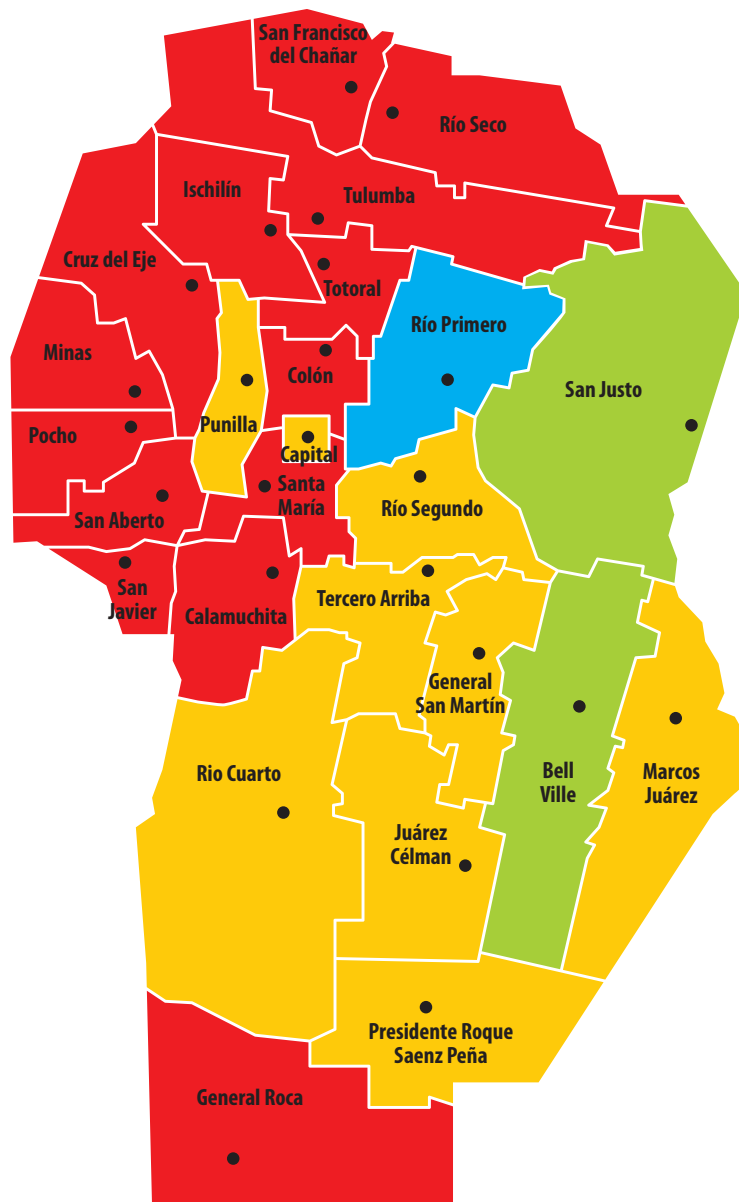 San Francisco
del Chañar
Río Seco
Ischilín
Tulumba
Cruz del Eje
Totoral
Río Primero
Minas
Colón
San Justo
Punilla
Pocho
Capital
Santa
María
Río Segundo
San Aberto
San
Javier
Calamuchita
Tercero Arriba
General
San Martín
Rio Cuarto
Bell
Ville
Marcos
Juárez
Juárez
Célman
Presidente Roque
Saenz Peña
General Roca